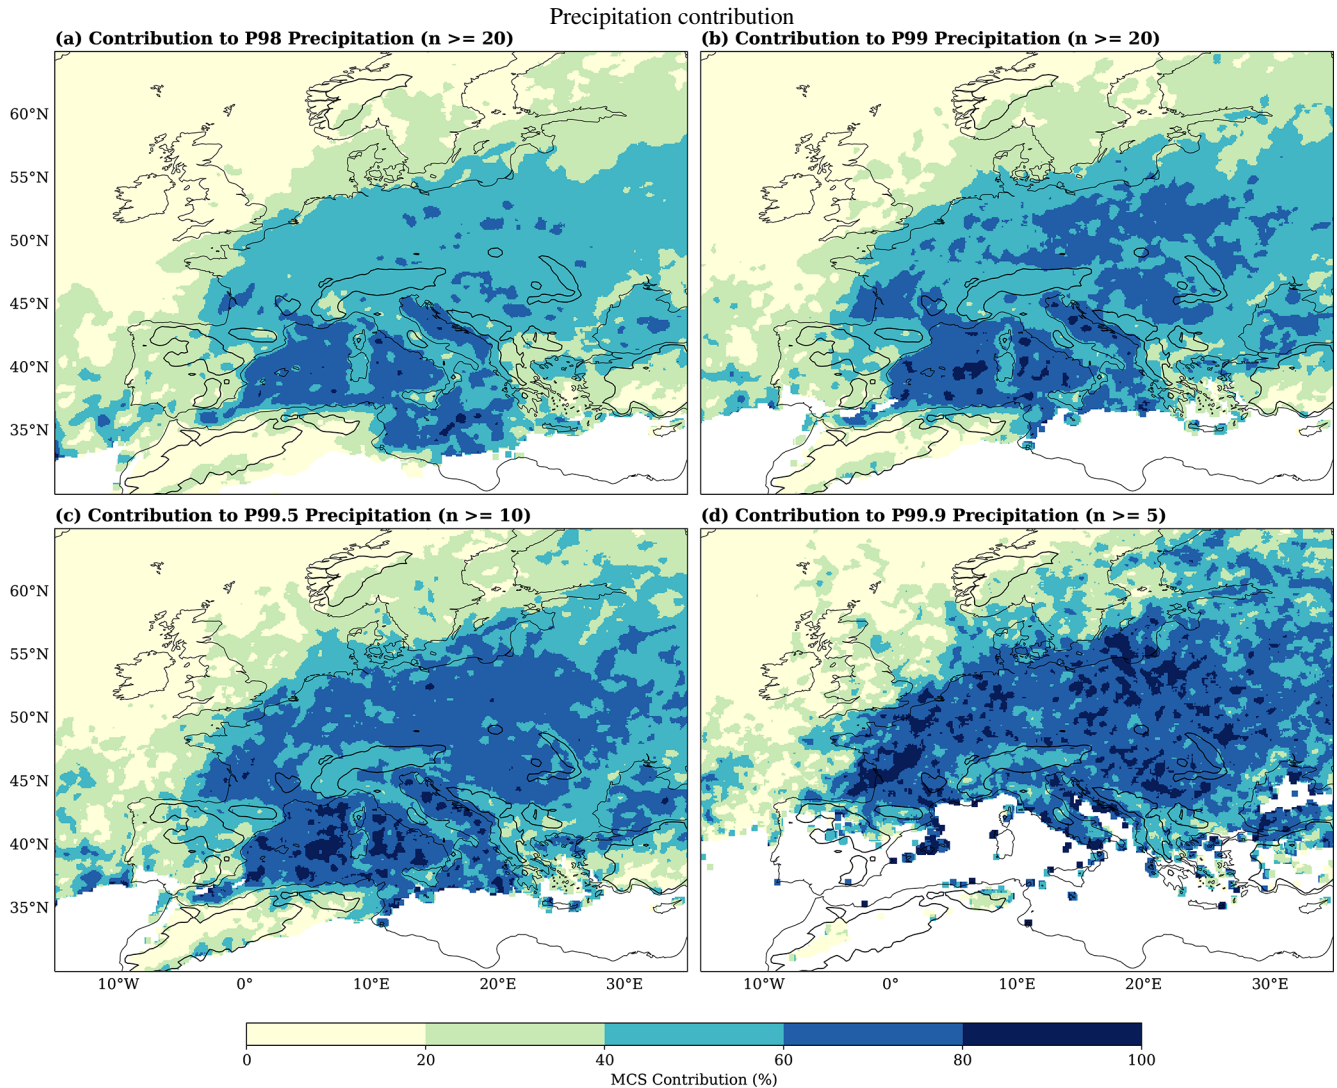 Precipitation contribution
(a) Contribution to P98 Precipitation (n >= 20)
(b) Contribution to P99 Precipitation (n >= 20)
60°N
55°N
50°N
45°N
40°N
35°N
(c) Contribution to P99.5 Precipitation (n >= 10)
(d) Contribution to P99.9 Precipitation (n >= 5)
60°N
55°N
50°N
45°N
40°N
35°N
10°W 0° 10°E 20°E 30°E
10°W 0° 10°E 20°E 30°E
0 20 40 60 80 100
MCS Contribution (%)